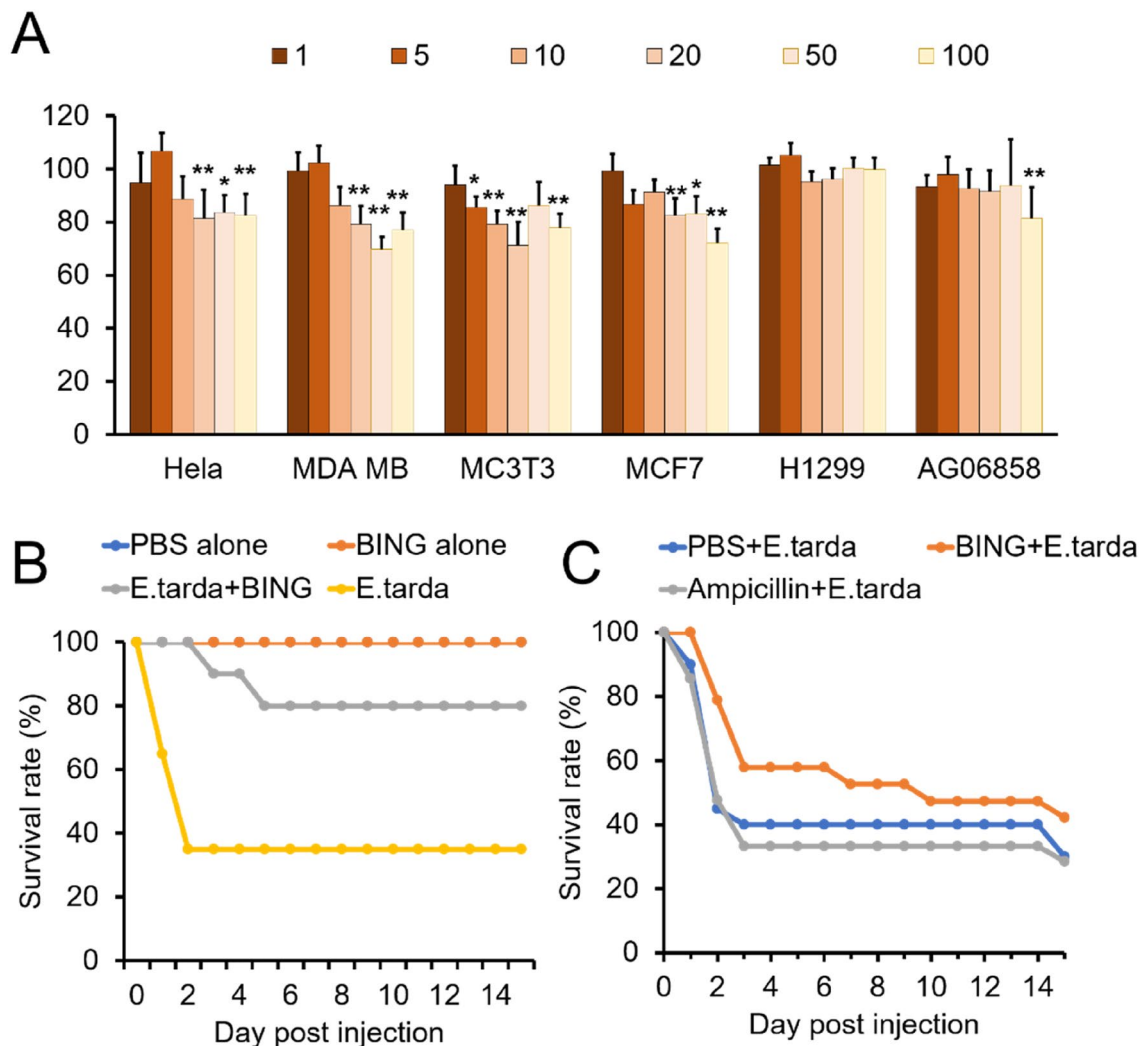 A
1 5 10 20 50 100
120
100
80
60
40
20
0
** * ** ** ** ** * ** ** ** ** * ** **
Hela MDA MB MC3T3 MCF7 H1299 AG06858
B
PBS alone BING alone
E.tarda+BING E.tarda
Survival rate (%)
100
80
60
40
20
0
0 2 4 6 8 10 12 14
Day post injection
C
PBS+E.tarda BING+E.tarda
Ampicillin+E.tarda
Survival rate (%)
100
80
60
40
20
0
0 2 4 6 8 10 12 14
Day post injection